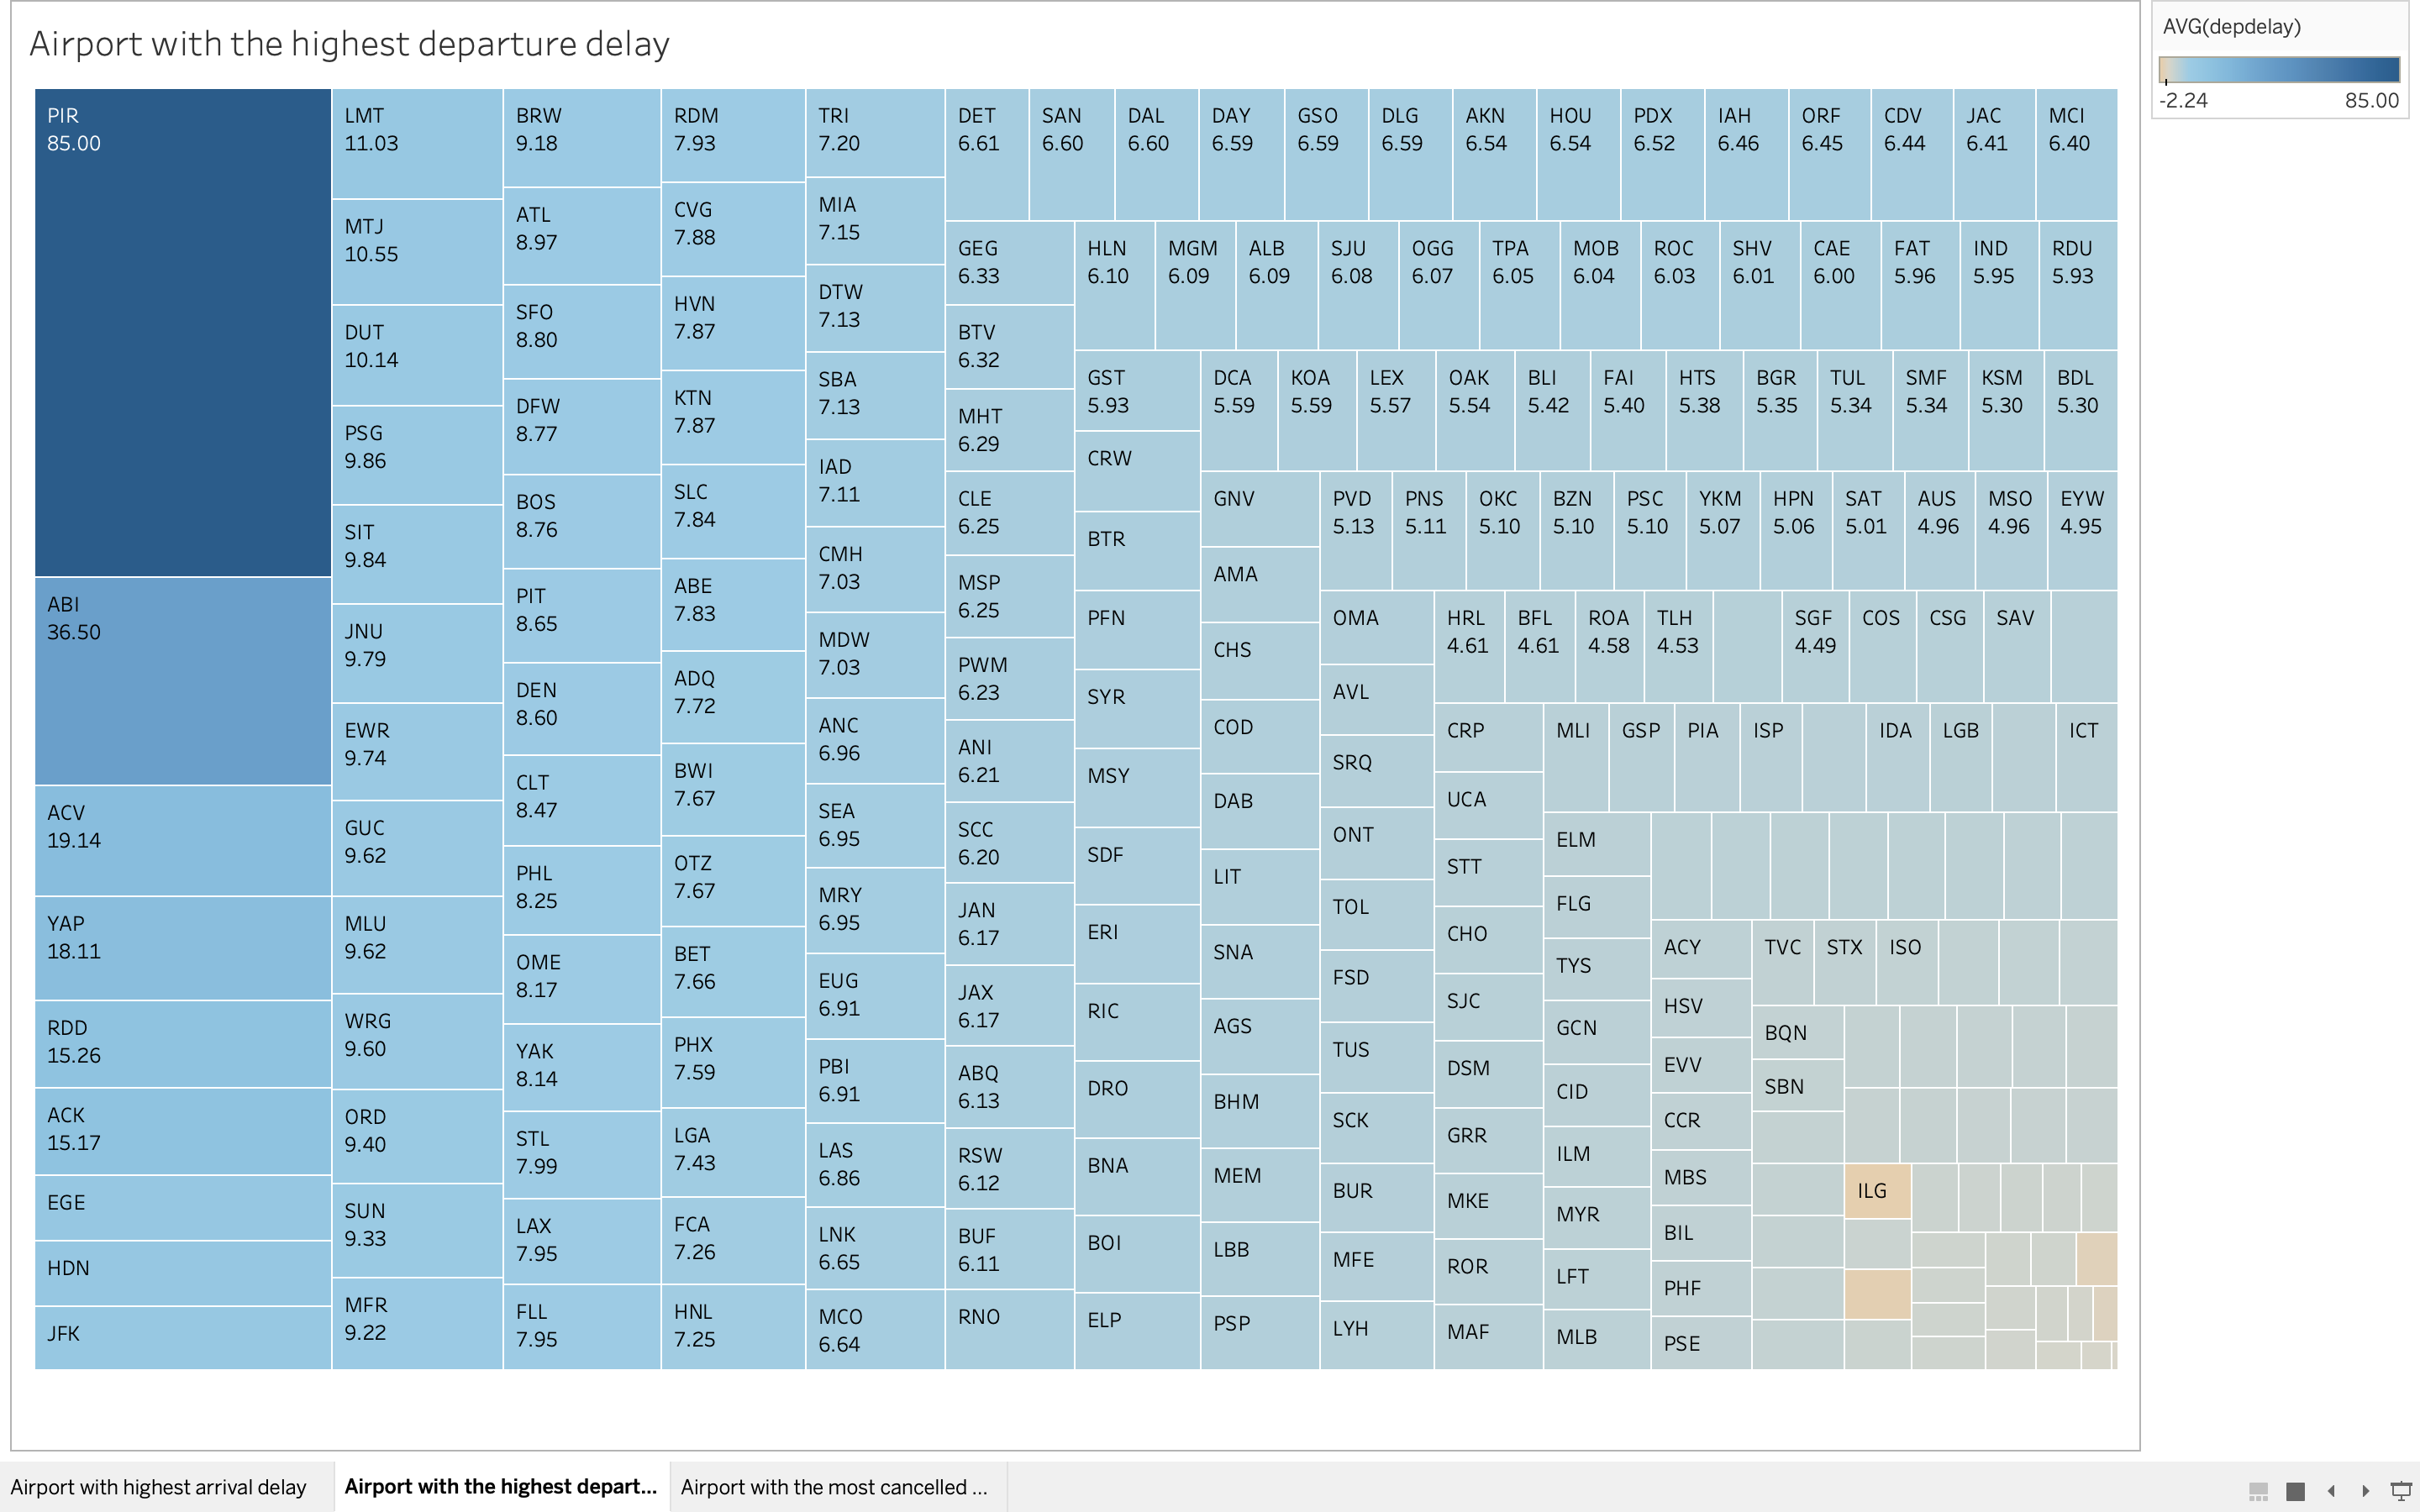 Airport with the highest departure delay
AVG(depdelay)
-2.24 85.00
PIR
85.00
ABI
36.50
ACV
19.14
YAP
18.11
RDD
15.26
ACK
15.17
EGE
HDN
JFK
LMT
11.03
MTJ
10.55
DUT
10.14
PSG
9.86
SIT
9.84
JNU
9.79
EWR
9.74
GUC
9.62
MLU
9.62
WRG
9.60
ORD
9.40
SUN
9.33
MFR
9.22
BRW
9.18
ATL
8.97
SFO
8.80
DFW
8.77
BOS
8.76
PIT
8.65
DEN
8.60
CLT
8.47
PHL
8.25
OME
8.17
YAK
8.14
STL
7.99
LAX
7.95
FLL
7.95
RDM
7.93
CVG
7.88
HVN
7.87
KTN
7.87
SLC
7.84
ABE
7.83
ADQ
7.72
BWI
7.67
OTZ
7.67
BET
7.66
PHX
7.59
LGA
7.43
FCA
7.26
HNL
7.25
TRI
7.20
MIA
7.15
DTW
7.13
SBA
7.13
IAD
7.11
CMH
7.03
MDW
7.03
ANC
6.96
SEA
6.95
MRY
6.95
EUG
6.91
PBI
6.91
LAS
6.86
LNK
6.65
MCO
6.64
DET SAN DAL DAY GSO DLG AKN HOU PDX IAH ORF CDV JAC MCI
6.61 6.60 6.60 6.59 6.59 6.59 6.54 6.54 6.52 6.46 6.45 6.44 6.41 6.40
GEG
6.33
BTV
6.32
MHT
6.29
CLE
6.25
MSP
6.25
PWM
6.23
ANI
6.21
SCC
6.20
JAN
6.17
JAX
6.17
ABQ
6.13
RSW
6.12
BUF
6.11
RNO
HLN MGM ALB SJU OGG TPA MOB ROC SHV CAE FAT IND RDU
6.10 6.09 6.09 6.08 6.07 6.05 6.04 6.03 6.01 6.00 5.96 5.95 5.93
GST
5.93
CRW
BTR
PFN
SYR
MSY
SDF
ERI
RIC
DRO
BNA
BOI
ELP
DCA KOA LEX OAK BLI FAI HTS BGR TUL SMF KSM BDL
5.59 5.59 5.57 5.54 5.42 5.40 5.38 5.35 5.34 5.34 5.30 5.30
GNV
AMA
CHS
COD
DAB
LIT
SNA
AGS
BHM
MEM
LBB
PSP
PVD PNS OKC BZN PSC YKM HPN SAT AUS MSO EYW
5.13 5.11 5.10 5.10 5.10 5.07 5.06 5.01 4.96 4.96 4.95
OMA
AVL
SRQ
ONT
TOL
FSD
TUS
SCK
BUR
MFE
LYH
HRL BFL ROA TLH SGF COS CSG SAV
4.61 4.61 4.58 4.53 4.49
CRP
UCA
STT
CHO
SJC
DSM
GRR
MKE
ROR
MAF
MLI GSP PIA ISP IDA LGB ICT
ELM
FLG
TYS
GCN
CID
ILM
MYR
LFT
MLB
ACY
HSV
EVV
CCR
MBS
BIL
PHF
PSE
TVC STX ISO
BQN
SBN
ILG
Airport with highest arrival delay
Airport with the highest depart...
Airport with the most cancelled ...